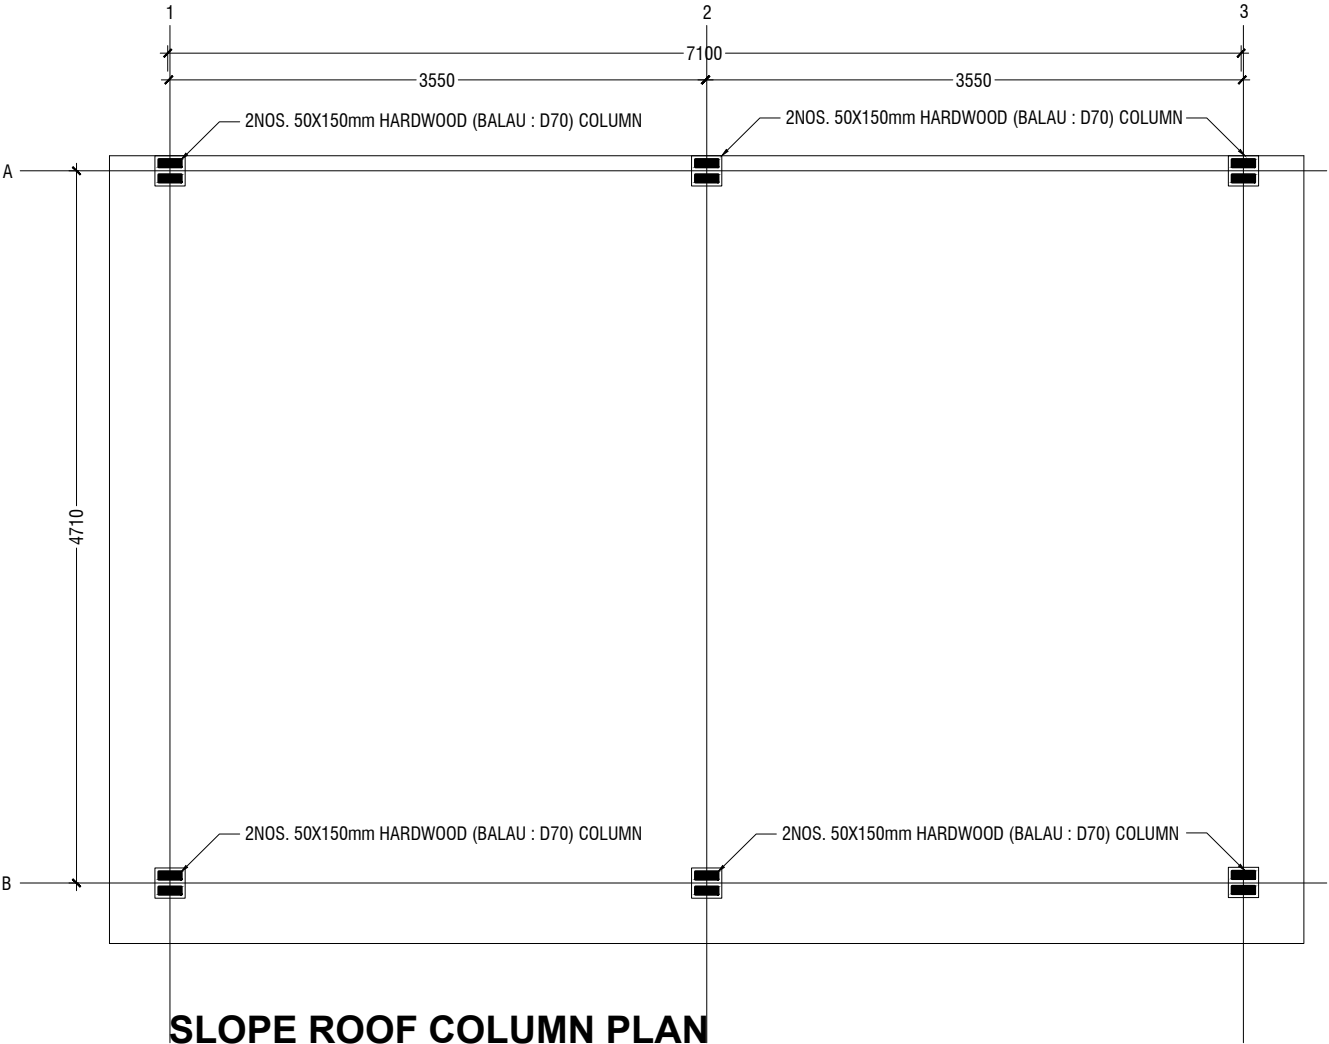 1
2
3
7100
3550
3550
2NOS. 50X150mm HARDWOOD (BALAU : D70) COLUMN
2NOS. 50X150mm HARDWOOD (BALAU : D70) COLUMN
A
4710
2NOS. 50X150mm HARDWOOD (BALAU : D70) COLUMN
2NOS. 50X150mm HARDWOOD (BALAU : D70) COLUMN
B
SLOPE ROOF COLUMN PLAN